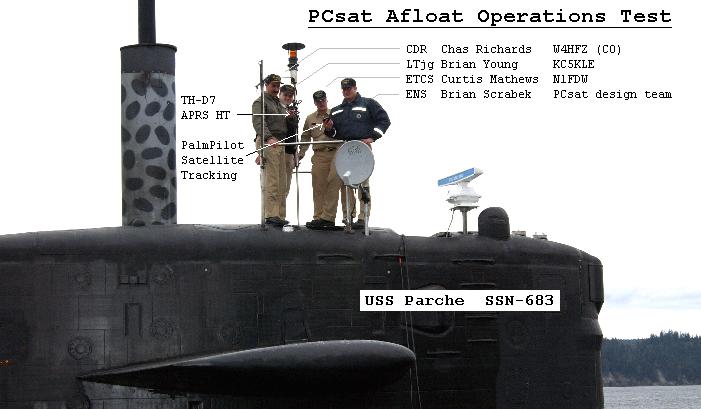 PCsat Afloat Operations Test
CDR Chas Richards W4HFZ (CO)
LTjg Brian Young KC5KLE
ETCS Curtis Mathews N1FDW
ENS Brian Scrabek PCsat design team
TH-D7
APRS HT
PalmPilot
Satellite
Tracking
USS Parche SSN-683